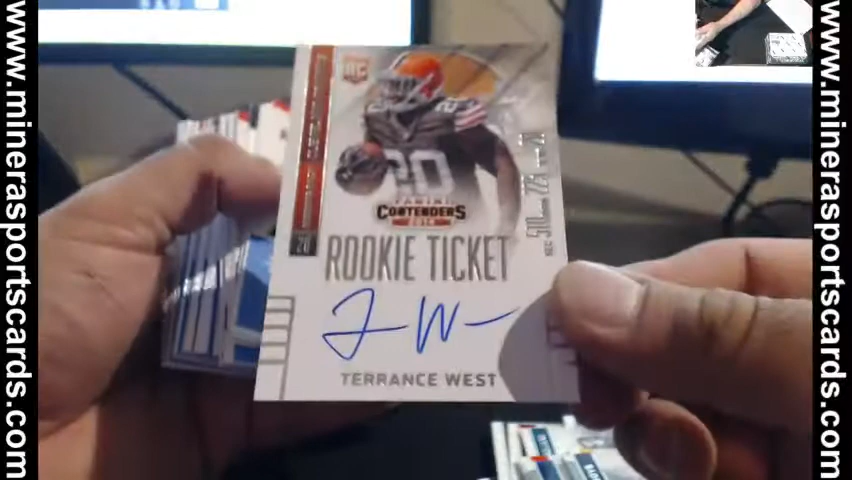 www.minerasportscards.com
RC
20
PANINI
CONTENDERS
2014
ROOKIE TICKET
TERRANCE WEST
www.minerasportscards.com